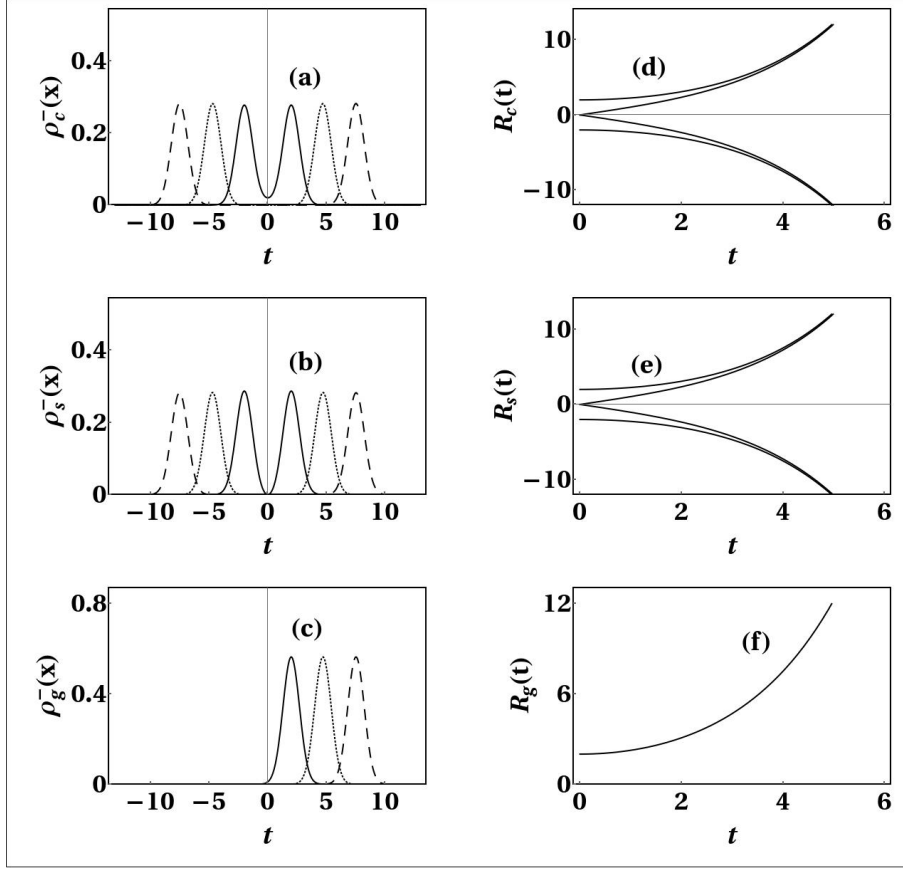 ρ_c^-(x)
0.4
0.2
0
(a)
−10 −5 0 5 10
t
R_c(t)
10
0
−10
(d)
0 2 4 6
t
ρ_s^-(x)
0.4
0.2
0
(b)
−10 −5 0 5 10
t
R_s(t)
10
0
−10
(e)
0 2 4 6
t
ρ_g^-(x)
0.8
0.4
0
(c)
−10 −5 0 5 10
t
R_g(t)
12
6
0
(f)
0 2 4 6
t